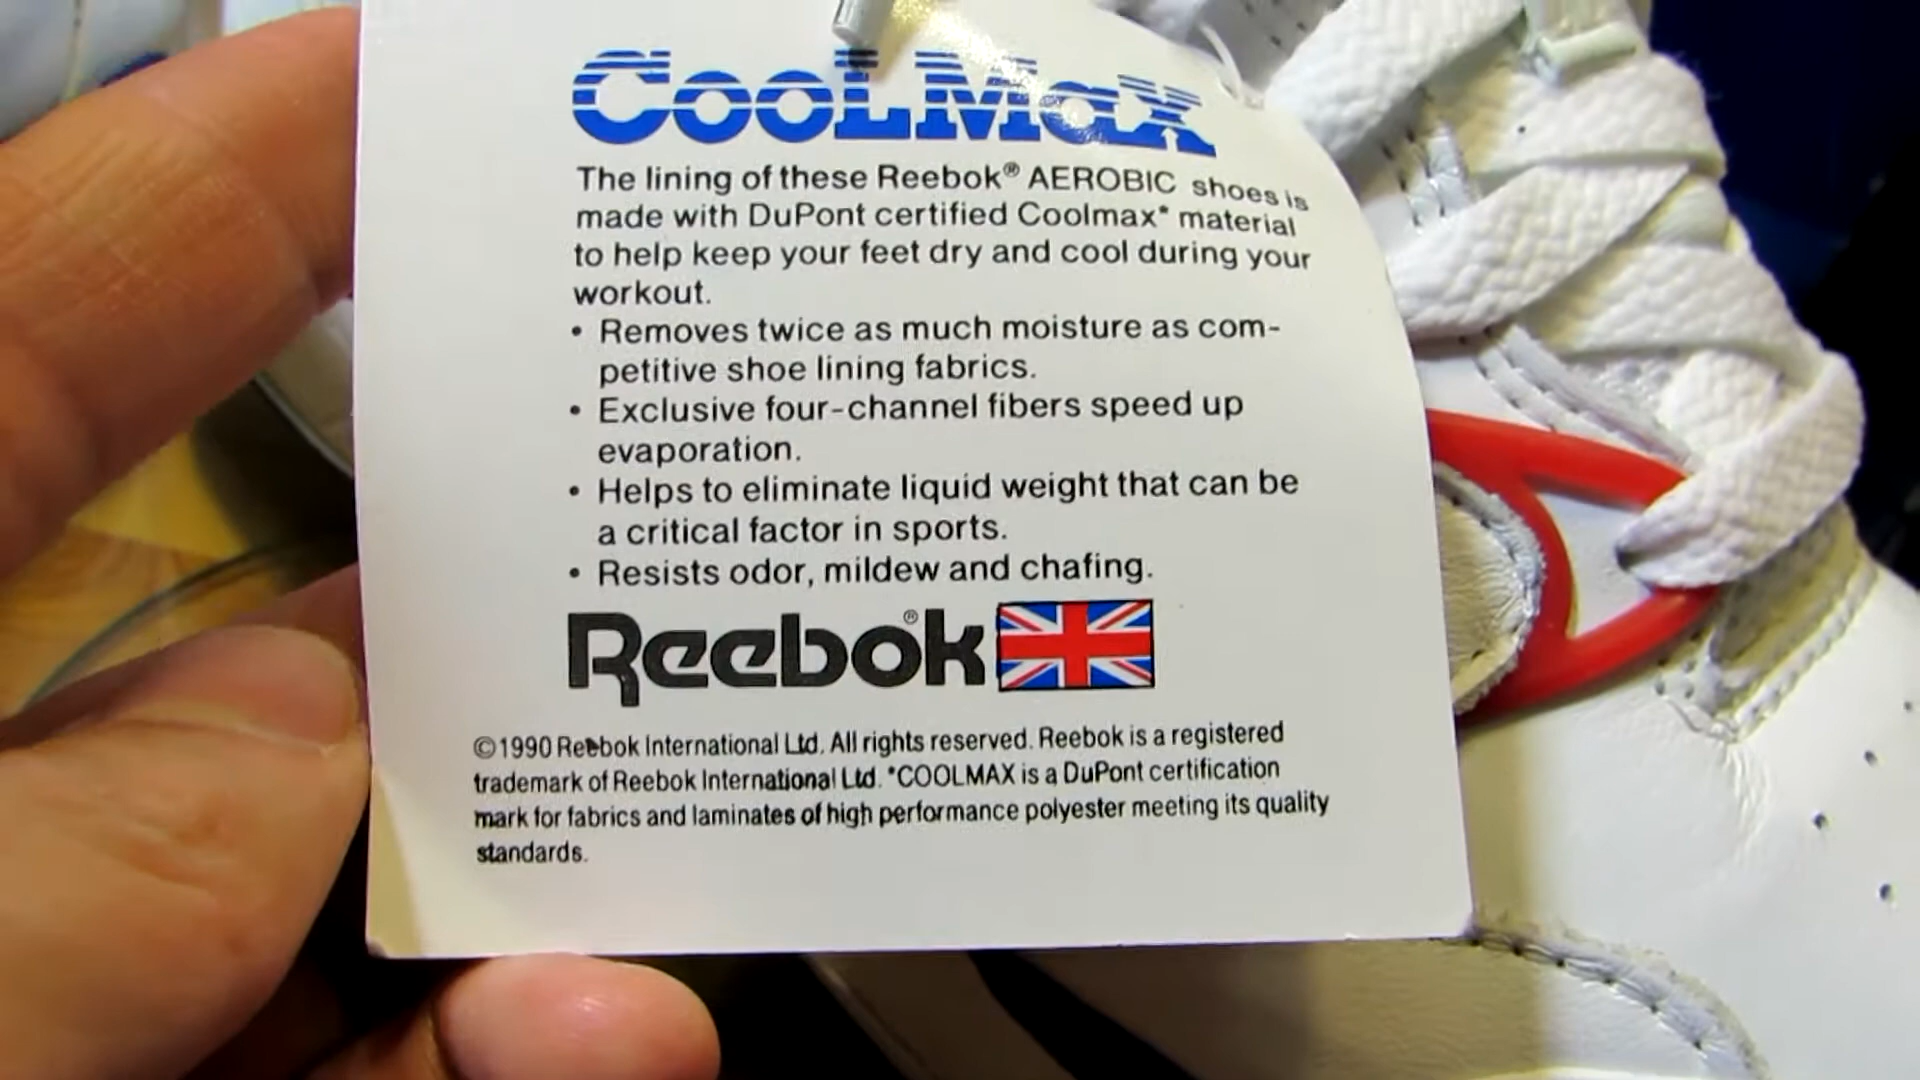 CooLMaX
The lining of these Reebok® AEROBIC shoes is
made with DuPont certified Coolmax* material
to help keep your feet dry and cool during your
workout.
• Removes twice as much moisture as com-
petitive shoe lining fabrics.
• Exclusive four-channel fibers speed up
evaporation.
• Helps to eliminate liquid weight that can be
a critical factor in sports.
• Resists odor, mildew and chafing.
Reebok®
©1990 Reebok International Ltd. All rights reserved. Reebok is a registered
trademark of Reebok International Ltd. *COOLMAX is a DuPont certification
mark for fabrics and laminates of high performance polyester meeting its quality
standards.